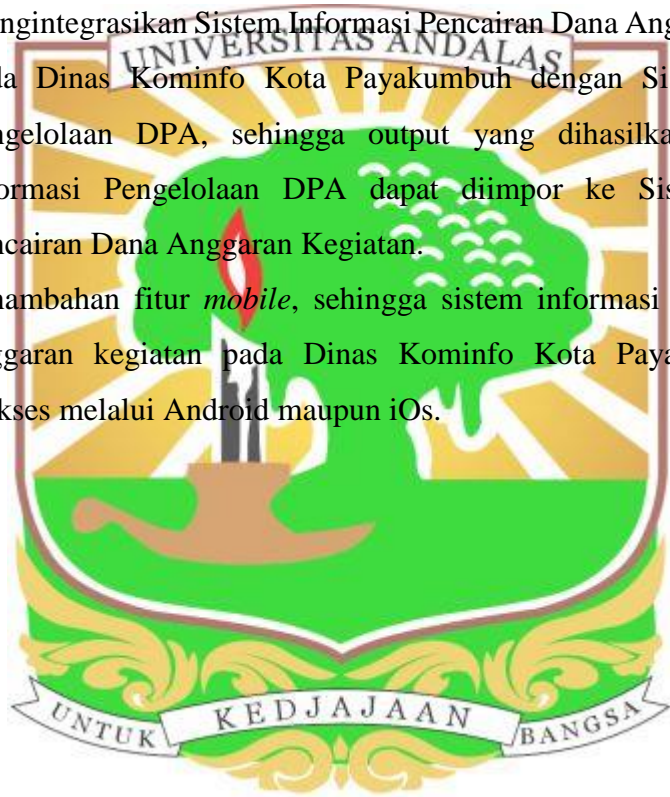 ngintegrasikan Sistem Informasi Pencairan Dana Ang
UNIVERSITAS ANDALAS
da Dinas Kominfo Kota Payakumbuh dengan Si
ngelolaan DPA, sehingga output yang dihasilka
ormasi Pengelolaan DPA dapat diimpor ke Sis
ncairan Dana Anggaran Kegiatan.
nambahan fitur mobile, sehingga sistem informasi
ggaran kegiatan pada Dinas Kominfo Kota Paya
kses melalui Android maupun iOs.
UNTUK KEDJAJAAN BANGSA